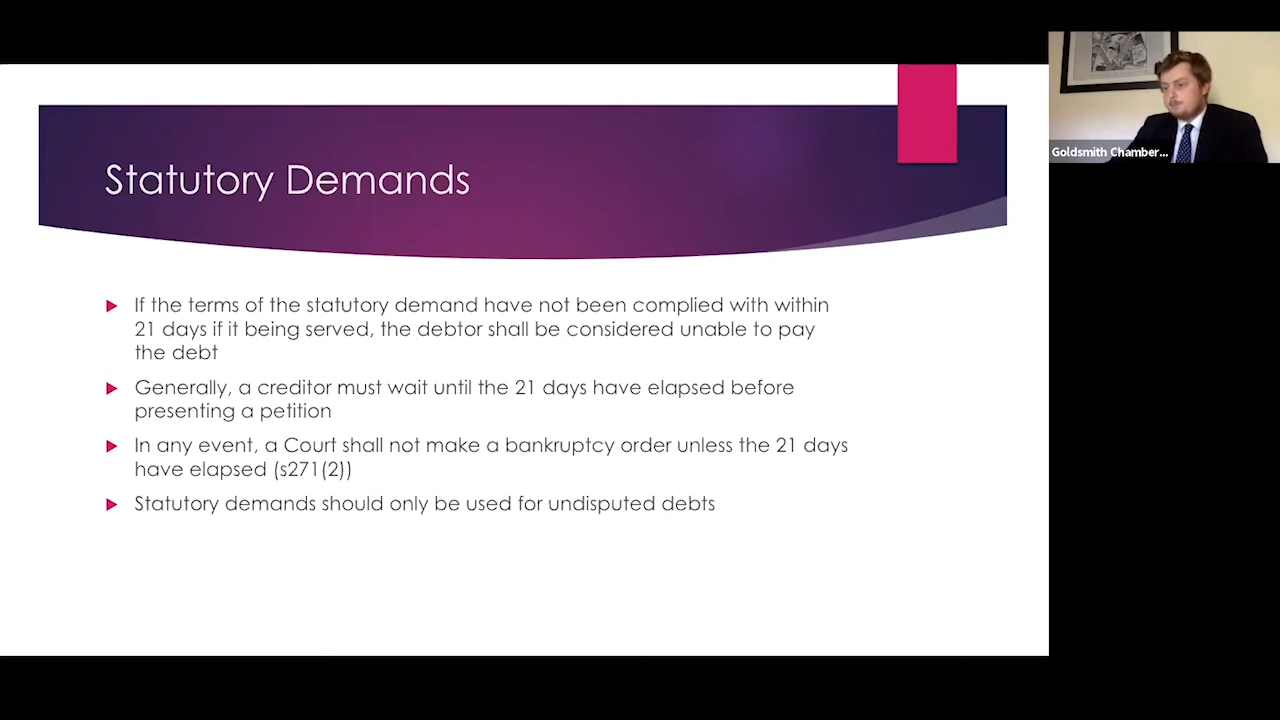 Statutory Demands
If the terms of the statutory demand have not been complied with within
21 days if it being served, the debtor shall be considered unable to pay
the debt
Generally, a creditor must wait until the 21 days have elapsed before
presenting a petition
In any event, a Court shall not make a bankruptcy order unless the 21 days
have elapsed (s271(2))
Statutory demands should only be used for undisputed debts
Goldsmith Chamber...